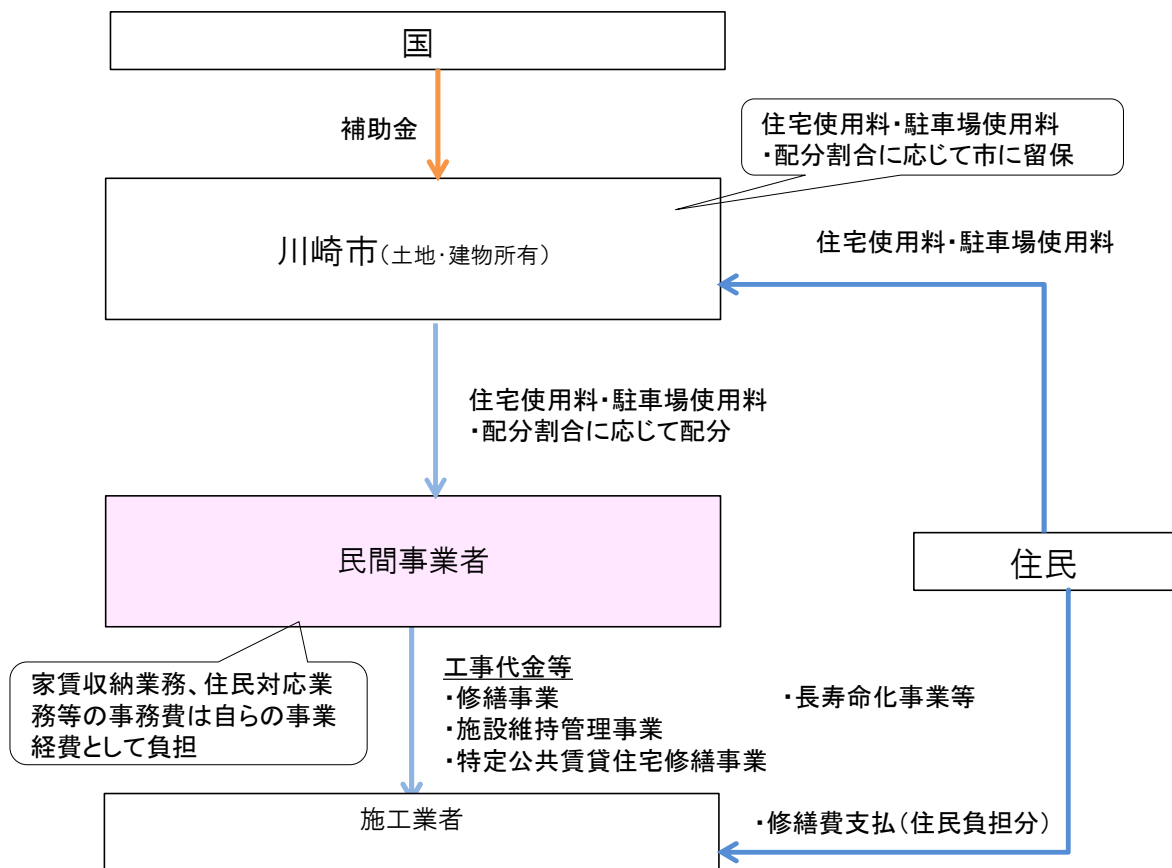 国
補助金
住宅使用料・駐車場使用料
・配分割合に応じて市に留保
川崎市（土地・建物所有）
住宅使用料・駐車場使用料
住宅使用料・駐車場使用料
・配分割合に応じて配分
民間事業者
住民
家賃収納業務、住民対応業
務等の事務費は自らの事業
経費として負担
工事代金等
・修繕事業
・施設維持管理事業
・特定公共賃貸住宅修繕事業
・長寿命化事業等
施工業者
・修繕費支払（住民負担分）